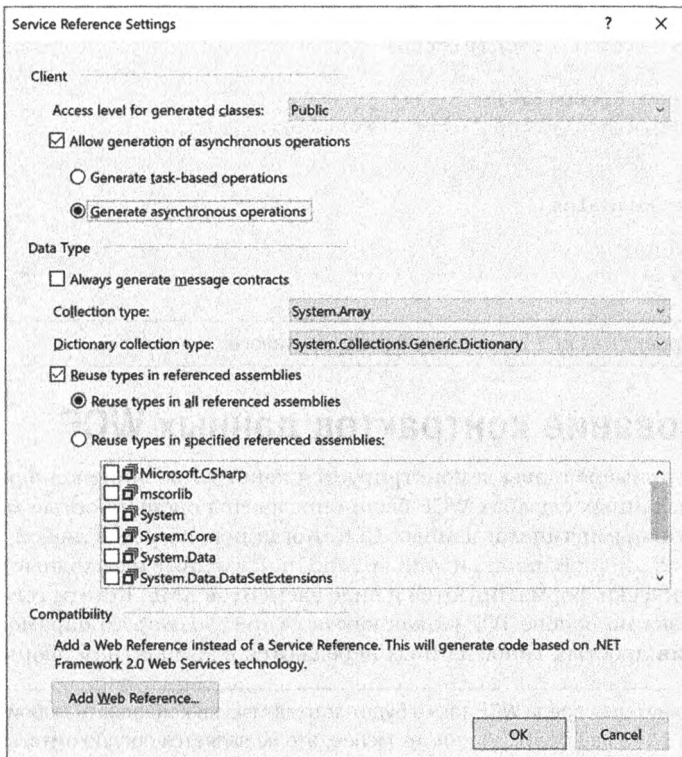 Service Reference Settings
? ×
Client
Access level for generated classes: Public
Allow generation of asynchronous operations
Generate task-based operations
Generate asynchronous operations
Data Type
Always generate message contracts
Collection type: System.Array
Dictionary collection type: System.Collections.Generic.Dictionary
Reuse types in referenced assemblies
Reuse types in all referenced assemblies
Reuse types in specified referenced assemblies:
Microsoft.CSharp
mscorlib
System
System.Core
System.Data
System.Data.DataSetExtensions
Compatibility
Add a Web Reference instead of a Service Reference. This will generate code based on .NET
Framework 2.0 Web Services technology.
Add Web Reference...
OK Cancel